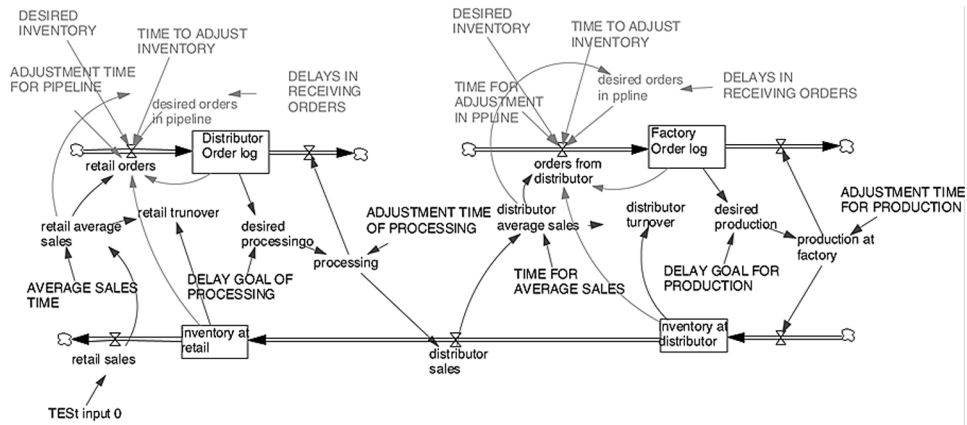 DESIRED
INVENTORY
TIME TO ADJUST
INVENTORY
ADJUSTMENT TIME
FOR PIPELINE
DELAYS IN
RECEIVING
ORDERS
desired orders
in pipeline
Distributor
Order log
retail orders
retail average
sales
retail trunover
desired
processingo
ADJUSTMENT TIME
OF PROCESSING
processing
AVERAGE SALES
TIME
DELAY GOAL OF
PROCESSING
Inventory at
retail
retail sales
TESt input 0
distributor
sales
DESIRED
INVENTORY
TIME TO ADJUST
INVENTORY
TIME FOR
ADJUSTMENT
IN PPLINE
desired orders
in ppline
DELAYS IN
RECEIVING ORDERS
Factory
Order log
orders from
distributor
distributor
average sales
distributor
turnover
desired
production
ADJUSTMENT TIME
FOR PRODUCTION
production at
factory
TIME FOR
AVERAGE SALES
DELAY GOAL FOR
PRODUCTION
Inventory at
distributor